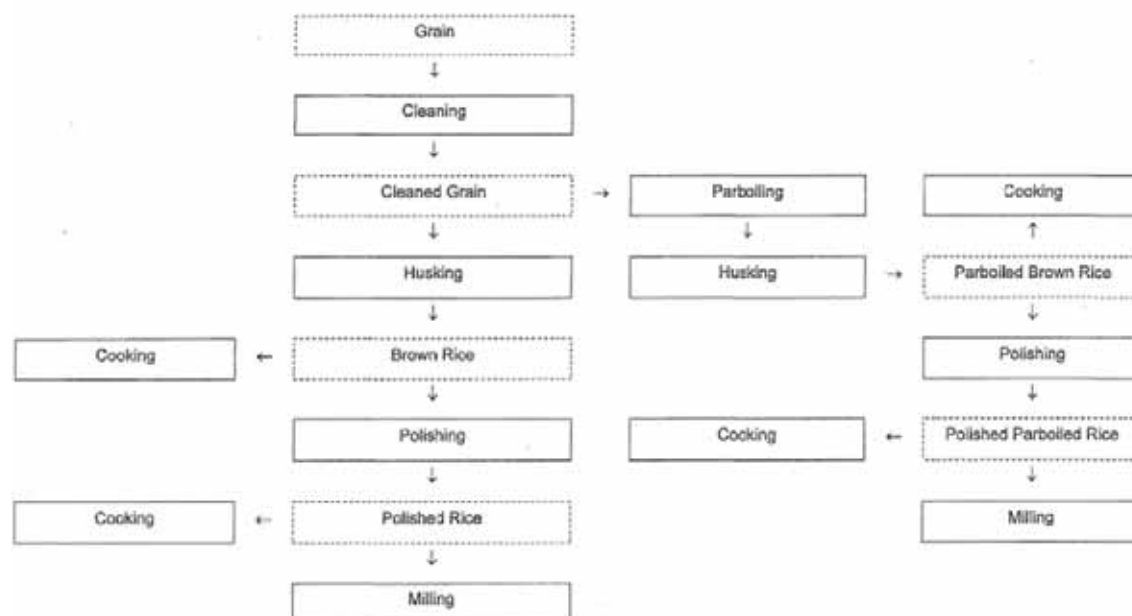 Grain
Cleaning
Cleaned Grain
Parboiling
Cooking
Husking
Husking
Parboiled Brown Rice
Cooking
Brown Rice
Polishing
Polishing
Cooking
Polished Parboiled Rice
Cooking
Polished Rice
Milling
Milling